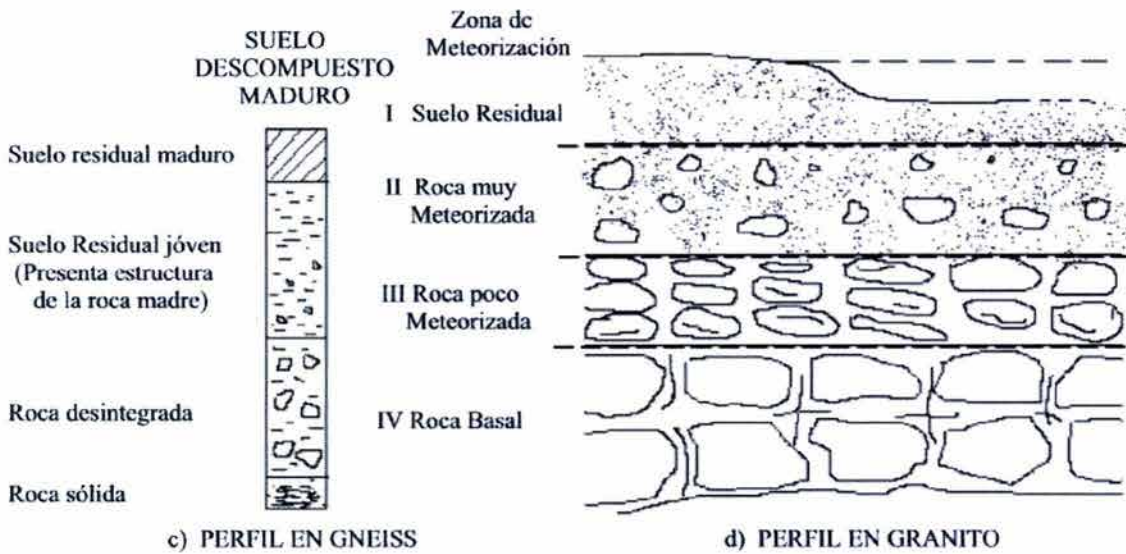 SUELO
DESCOMPUESTO
MADURO
Suelo residual maduro
Suelo Residual jóven
(Presenta estructura
de la roca madre)
Roca desintegrada
Roca sólida
c) PERFIL EN GNEISS
Zona de
Meteorización
I Suelo Residual
II Roca muy
Meteorizada
III Roca poco
Meteorizada
IV Roca Basal
d) PERFIL EN GRANITO